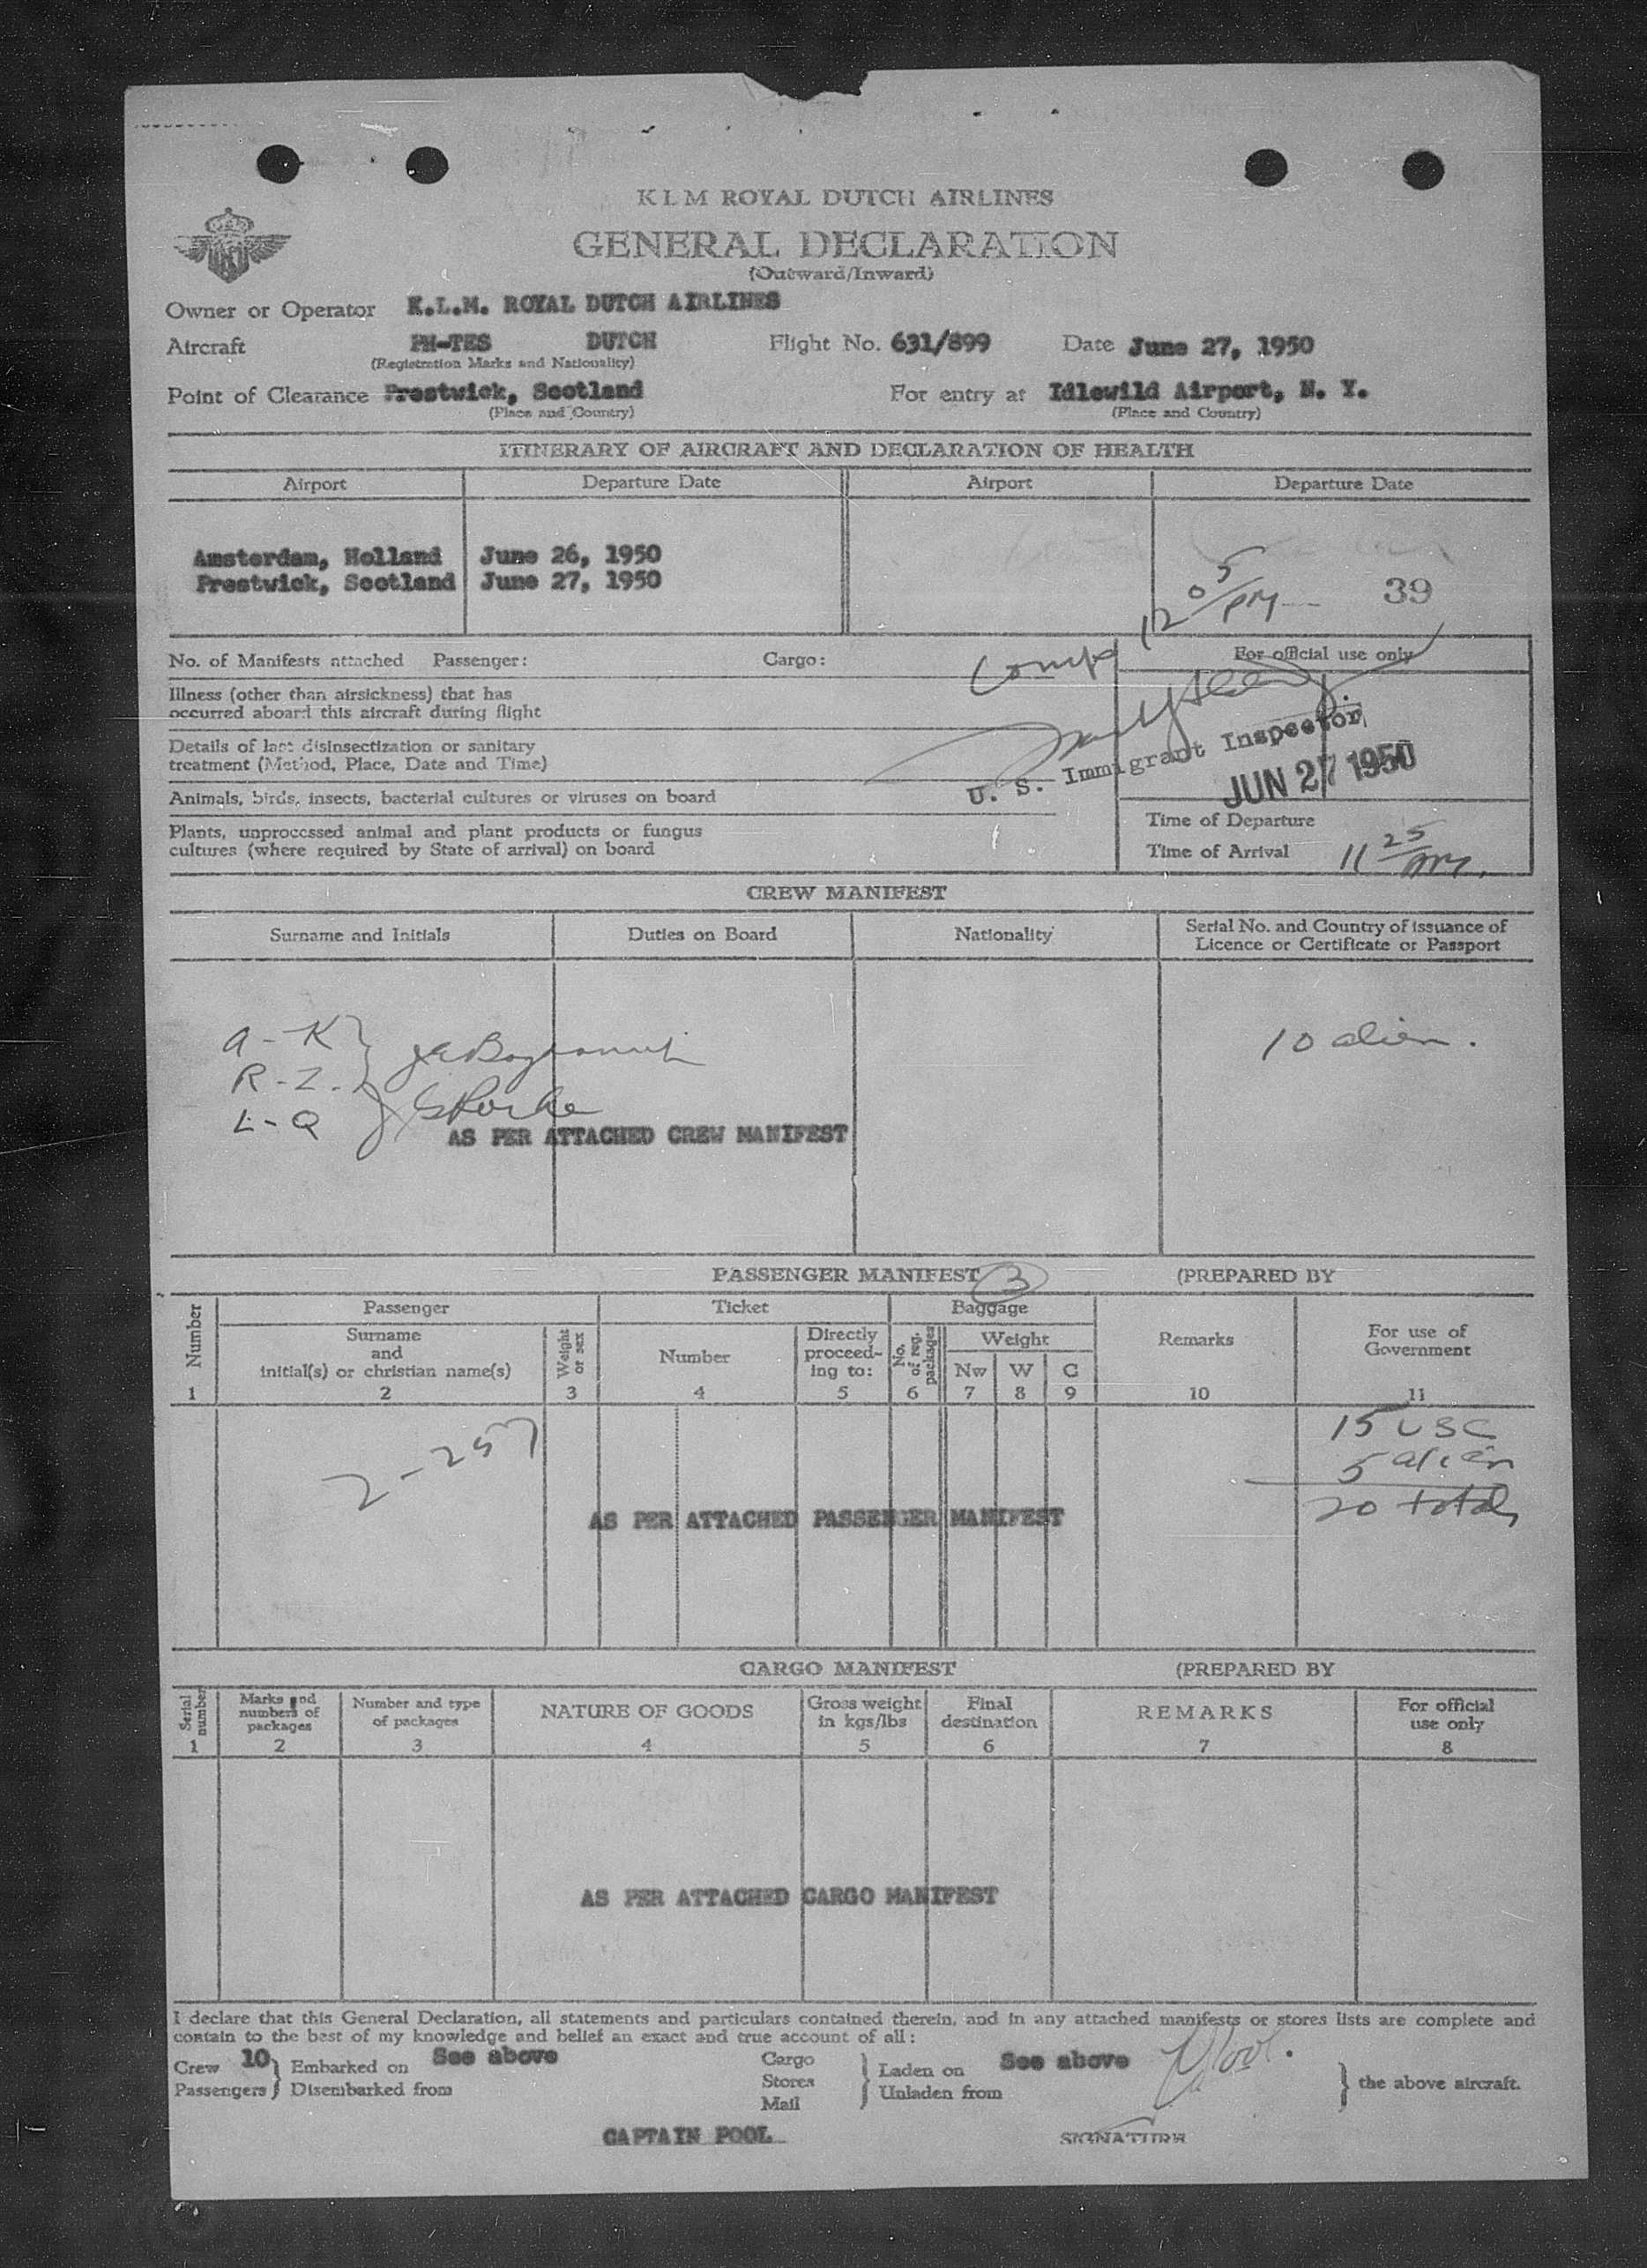 KLM ROYAL DUTCH AIRLINES
GENERAL DECLARATION
(Outward/Inward)
Owner or Operator K.L.M. ROYAL DUTCH AIRLINES
Aircraft PH-TES DUTCH Flight No. 631/899 Date June 27, 1950
(Registration Marks and Nationality)
Point of Clearance Prestwick, Scotland For entry at Idlewild Airport, N. Y.
(Place and Country) (Place and Country)
ITINERARY OF AIRCRAFT AND DECLARATION OF HEALTH
Airport Departure Date Airport Departure Date
Amsterdam, Holland June 26, 1950
Prestwick, Scotland June 27, 1950
12 05 PM 39
No. of Manifests attached Passenger: Cargo: Comp For official use only
Illness (other than airsickness) that has
occurred aboard this aircraft during flight
Details of last disinsectization or sanitary
treatment (Method, Place, Date and Time)
U. S. Immigrant Inspector
JUN 27 1950
Animals, birds, insects, bacterial cultures or viruses on board
Time of Departure
Plants, unprocessed animal and plant products or fungus
cultures (where required by State of arrival) on board
Time of Arrival 11 25 AM.
CREW MANIFEST
Surname and Initials Duties on Board Nationality Serial No. and Country of issuance of
Licence or Certificate or Passport
A - K
R - Z.
L - Q
10 alien.
AS PER ATTACHED CREW MANIFEST
PASSENGER MANIFEST 3 (PREPARED BY
Number Passenger Ticket Baggage Remarks For use of
Government
Surname
and
initial(s) or christian name(s)
Weight
or sex
Number
Directly
proceed-
ing to:
No.
of reg.
packages
Weight
Nw W C
1 2 3 4 5 6 7 8 9 10 11
2-257
15 USC
5 alien
20 total
AS PER ATTACHED PASSENGER MANIFEST
CARGO MANIFEST (PREPARED BY
Serial
number
Marks and
numbers of
packages
Number and type
of packages
NATURE OF GOODS
Gross weight
in kgs/lbs
Final
destination
REMARKS
For official
use only
1 2 3 4 5 6 7 8
AS PER ATTACHED CARGO MANIFEST
I declare that this General Declaration, all statements and particulars contained therein, and in any attached manifests or stores lists are complete and
contain to the best of my knowledge and belief an exact and true account of all:
Crew 10 Embarked on See above Cargo Laden on See above
Passengers Disembarked from Stores Unladen from the above aircraft.
Mail
Pool.
CAPTAIN POOL SIGNATURE